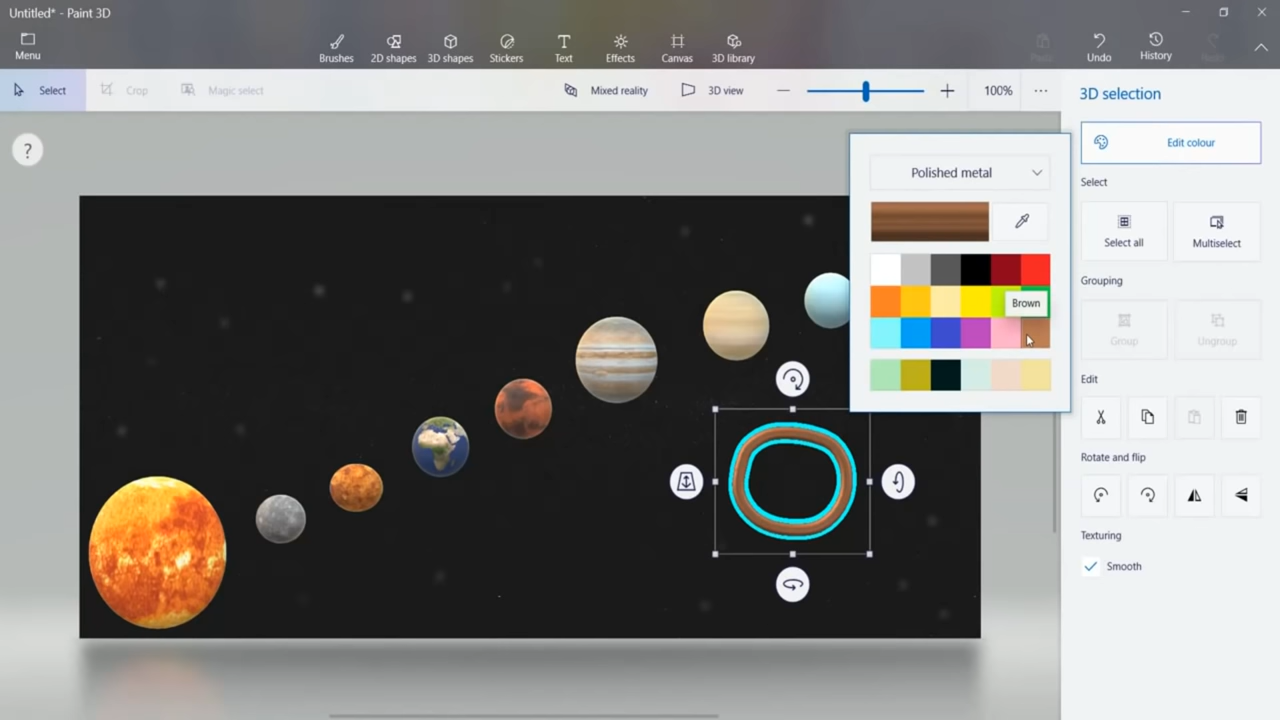 Untitled* - Paint 3D
Menu
Brushes
2D shapes
3D shapes
Stickers
Text
Effects
Canvas
3D library
Paste
Undo
History
Redo
Select
Crop
Magic select
Mixed reality
3D view
100%
3D selection
Edit colour
Select
Select all
Multiselect
Grouping
Group
Ungroup
Edit
Rotate and flip
Texturing
Smooth
Polished metal
Brown
?